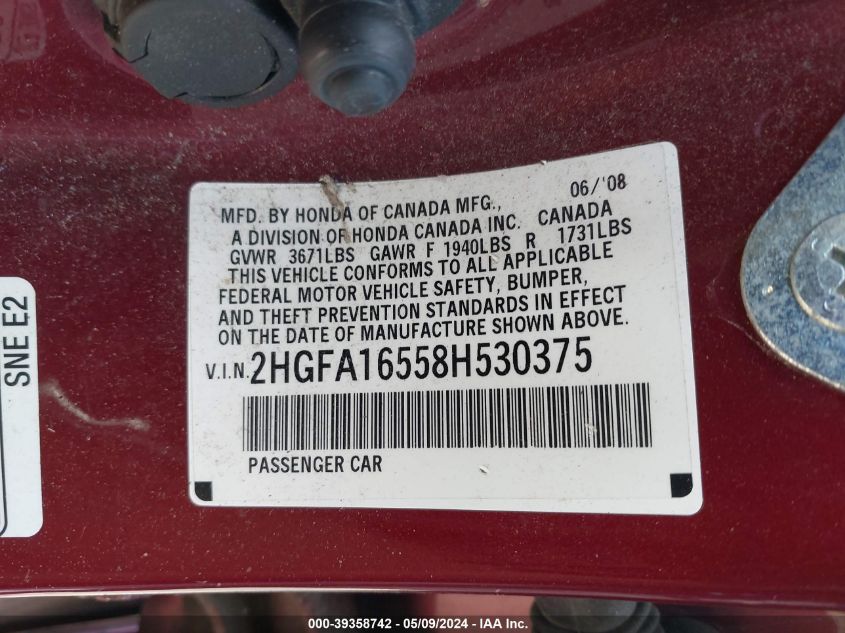 06/'08
MFD. BY HONDA OF CANADA MFG.,
A DIVISION OF HONDA CANADA INC. CANADA
GVWR 3671LBS GAWR F 1940LBS R 1731LBS
THIS VEHICLE CONFORMS TO ALL APPLICABLE
FEDERAL MOTOR VEHICLE SAFETY, BUMPER,
AND THEFT PREVENTION STANDARDS IN EFFECT
ON THE DATE OF MANUFACTURE SHOWN ABOVE.
V.I.N. 2HGFA16558H530375
PASSENGER CAR
SNE E2
000-39358742 - 05/09/2024 - IAA Inc.